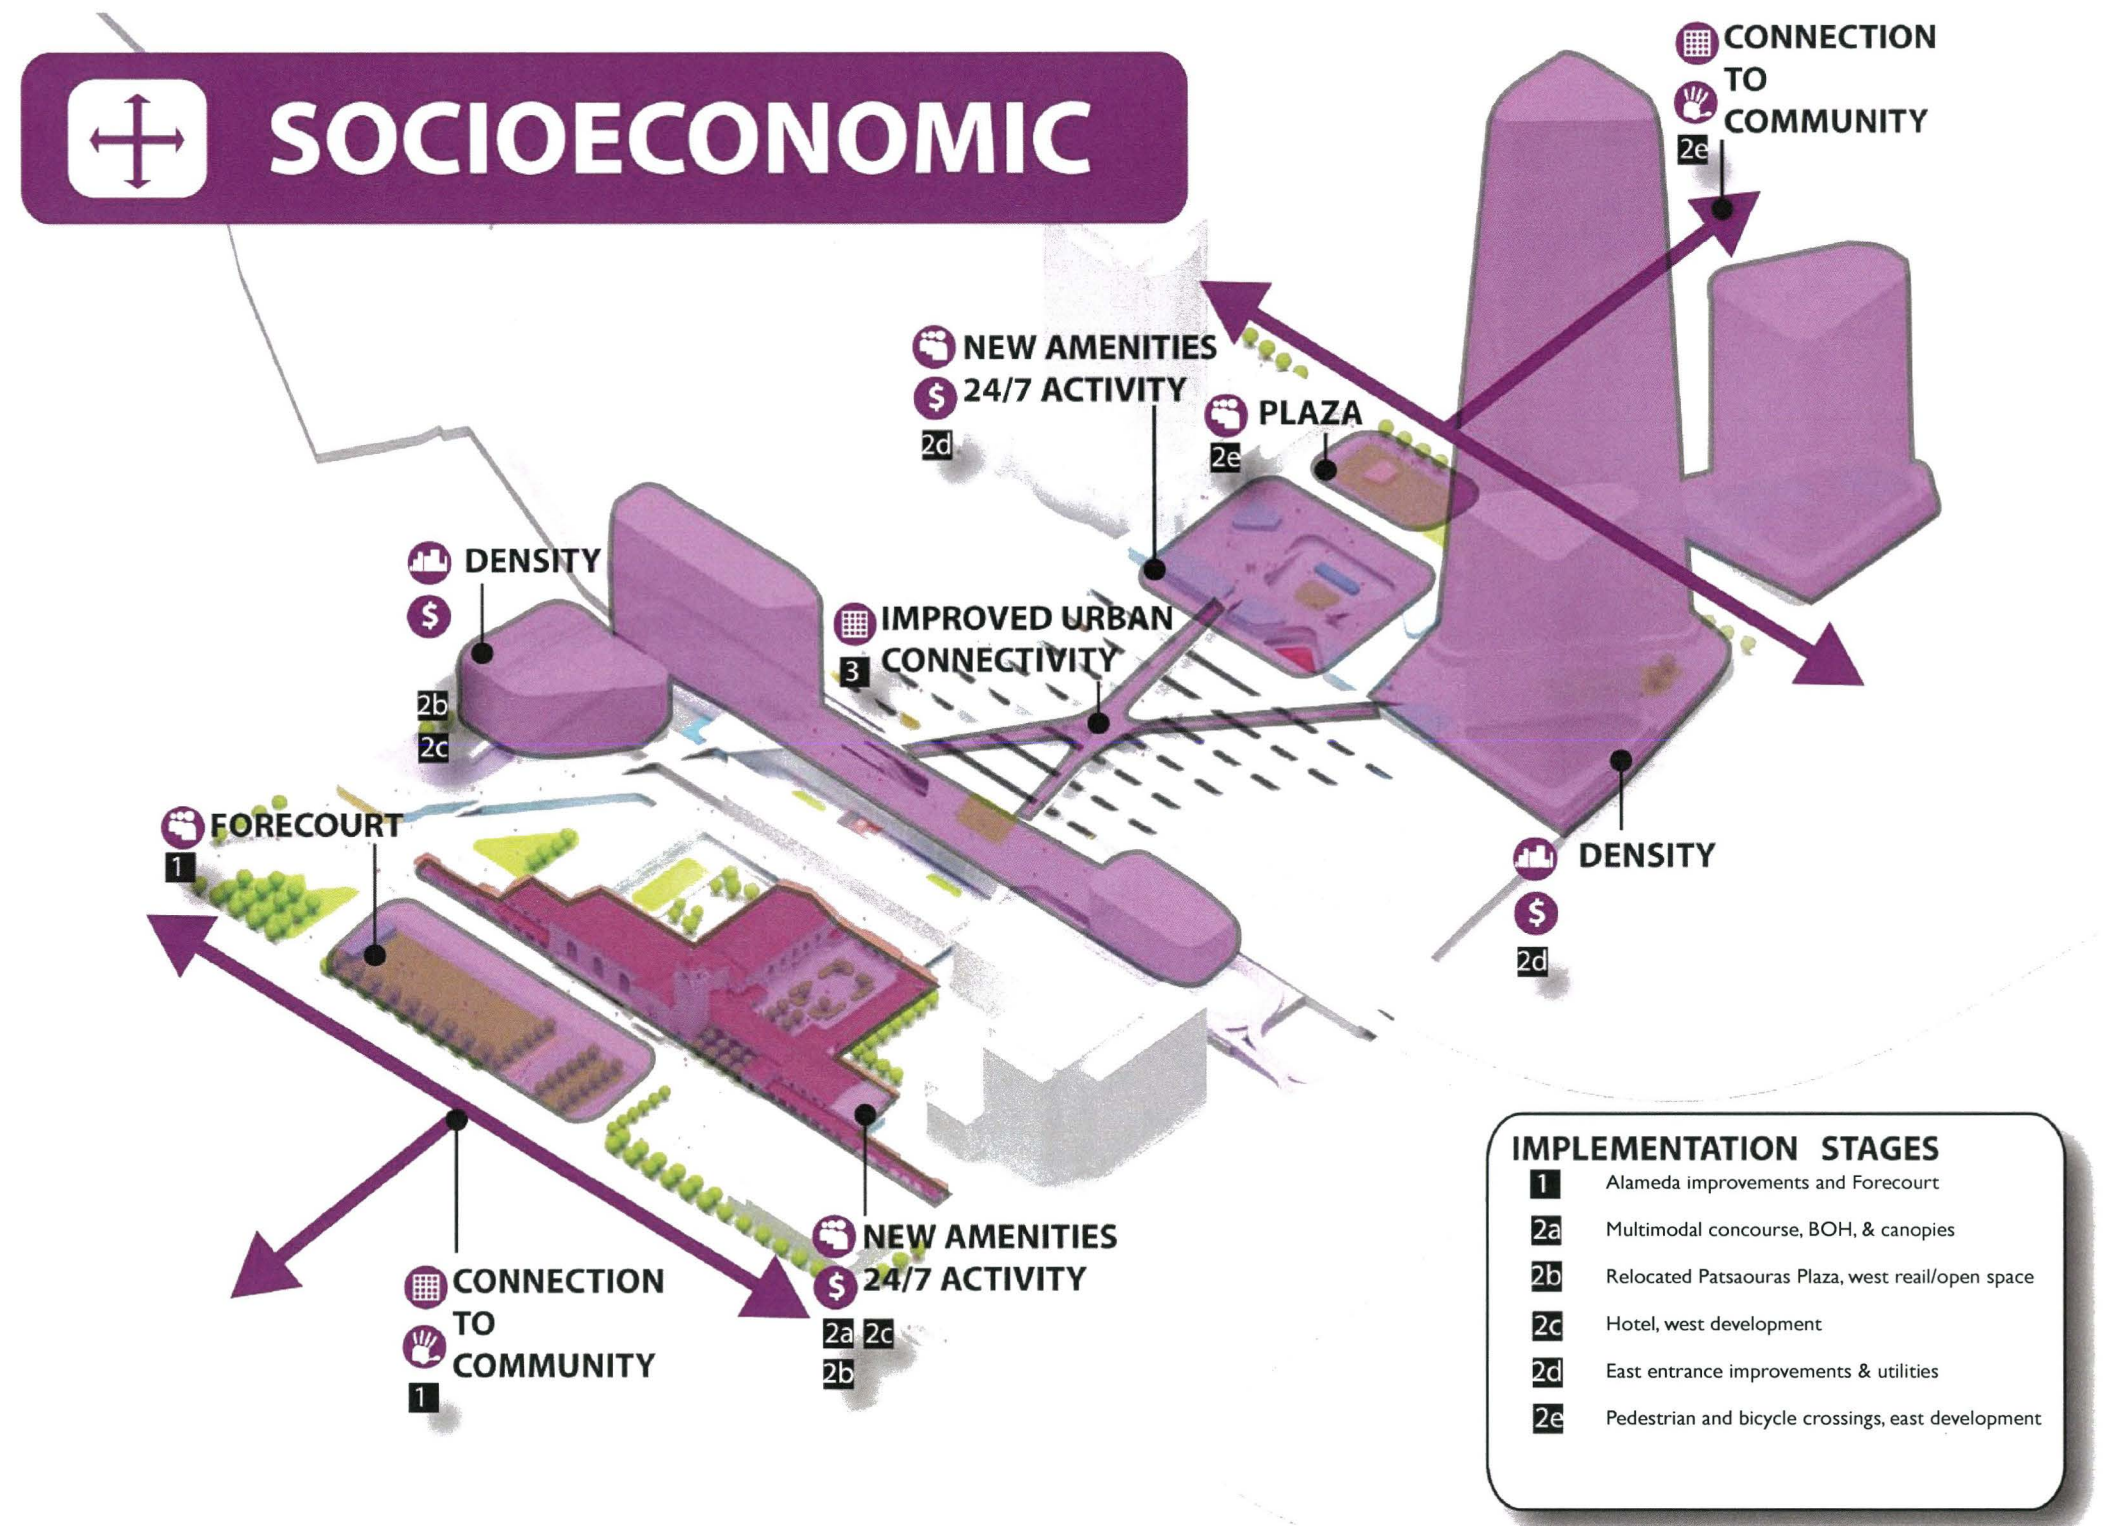 SOCIOECONOMIC
CONNECTION
TO
COMMUNITY
2e
NEW AMENITIES
$ 24/7 ACTIVITY
2d
PLAZA
2e
DENSITY
$
2b
2c
IMPROVED URBAN
3 CONNECTIVITY
FORECOURT
1
DENSITY
$
2d
NEW AMENITIES
$ 24/7 ACTIVITY
2a 2c
2b
CONNECTION
TO
COMMUNITY
1
IMPLEMENTATION STAGES
1 Alameda improvements and Forecourt
2a Multimodal concourse, BOH, & canopies
2b Relocated Patsaouras Plaza, west reail/open space
2c Hotel, west development
2d East entrance improvements & utilities
2e Pedestrian and bicycle crossings, east development